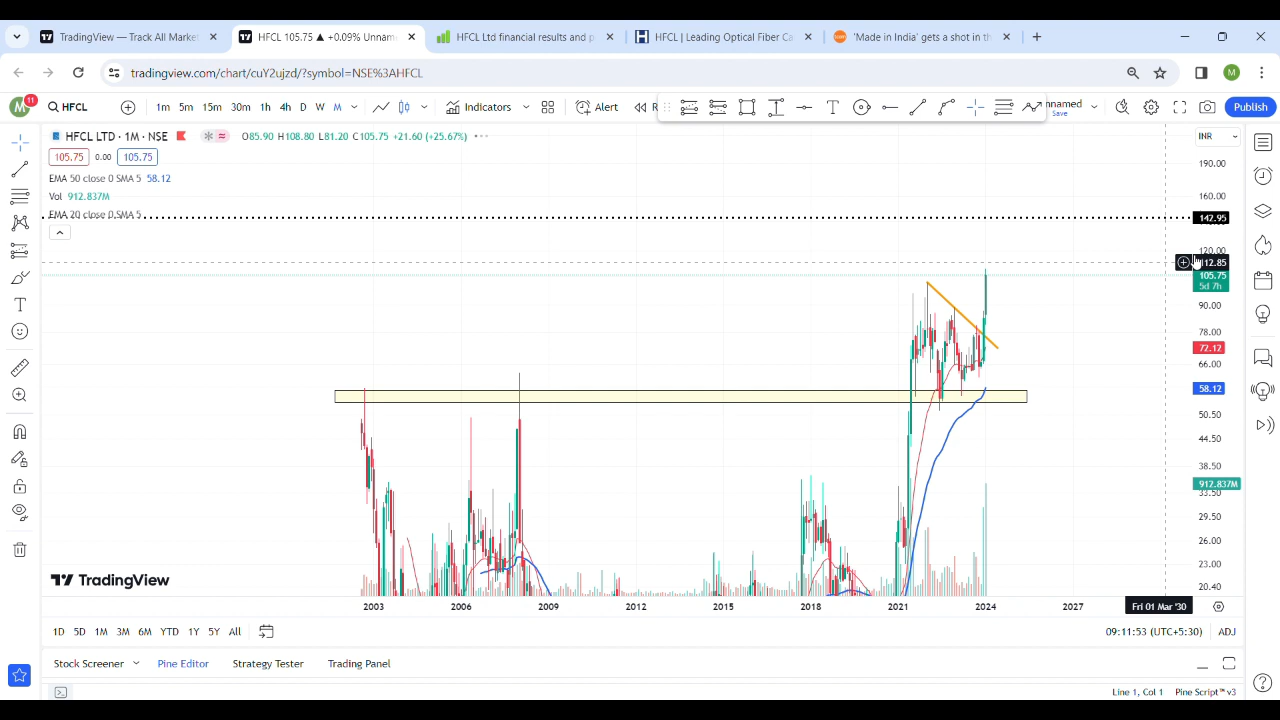 TradingView — Track All Market
HFCL 105.75 ▲ +0.09% Unnam
HFCL Ltd financial results and p
HFCL | Leading Optical Fiber Ca
'Made in India' gets a shot in th
tradingview.com/chart/cuY2ujzd/?symbol=NSE%3AHFCL
M
M 11 HFCL 1m 5m 15m 30m 1h 4h D W M Indicators Alert R nnamed Save Publish
HFCL LTD · 1M · NSE O85.90 H108.80 L81.20 C105.75 +21.60 (+25.67%) INR
105.75 0.00 105.75
EMA 50 close 0 SMA 5 58.12
Vol 912.837M
EMA 20 close 0 SMA 5
190.00
160.00
142.95
120.00
112.85
105.75
5d 7h
90.00
78.00
72.12
66.00
58.12
50.50
44.50
38.50
912.837M
33.50
29.50
26.00
23.00
20.40
TradingView
2003 2006 2009 2012 2015 2018 2021 2024 2027 Fri 01 Mar '30
1D 5D 1M 3M 6M YTD 1Y 5Y All 09:11:53 (UTC+5:30) ADJ
Stock Screener Pine Editor Strategy Tester Trading Panel
Line 1, Col 1 Pine Script™ v3